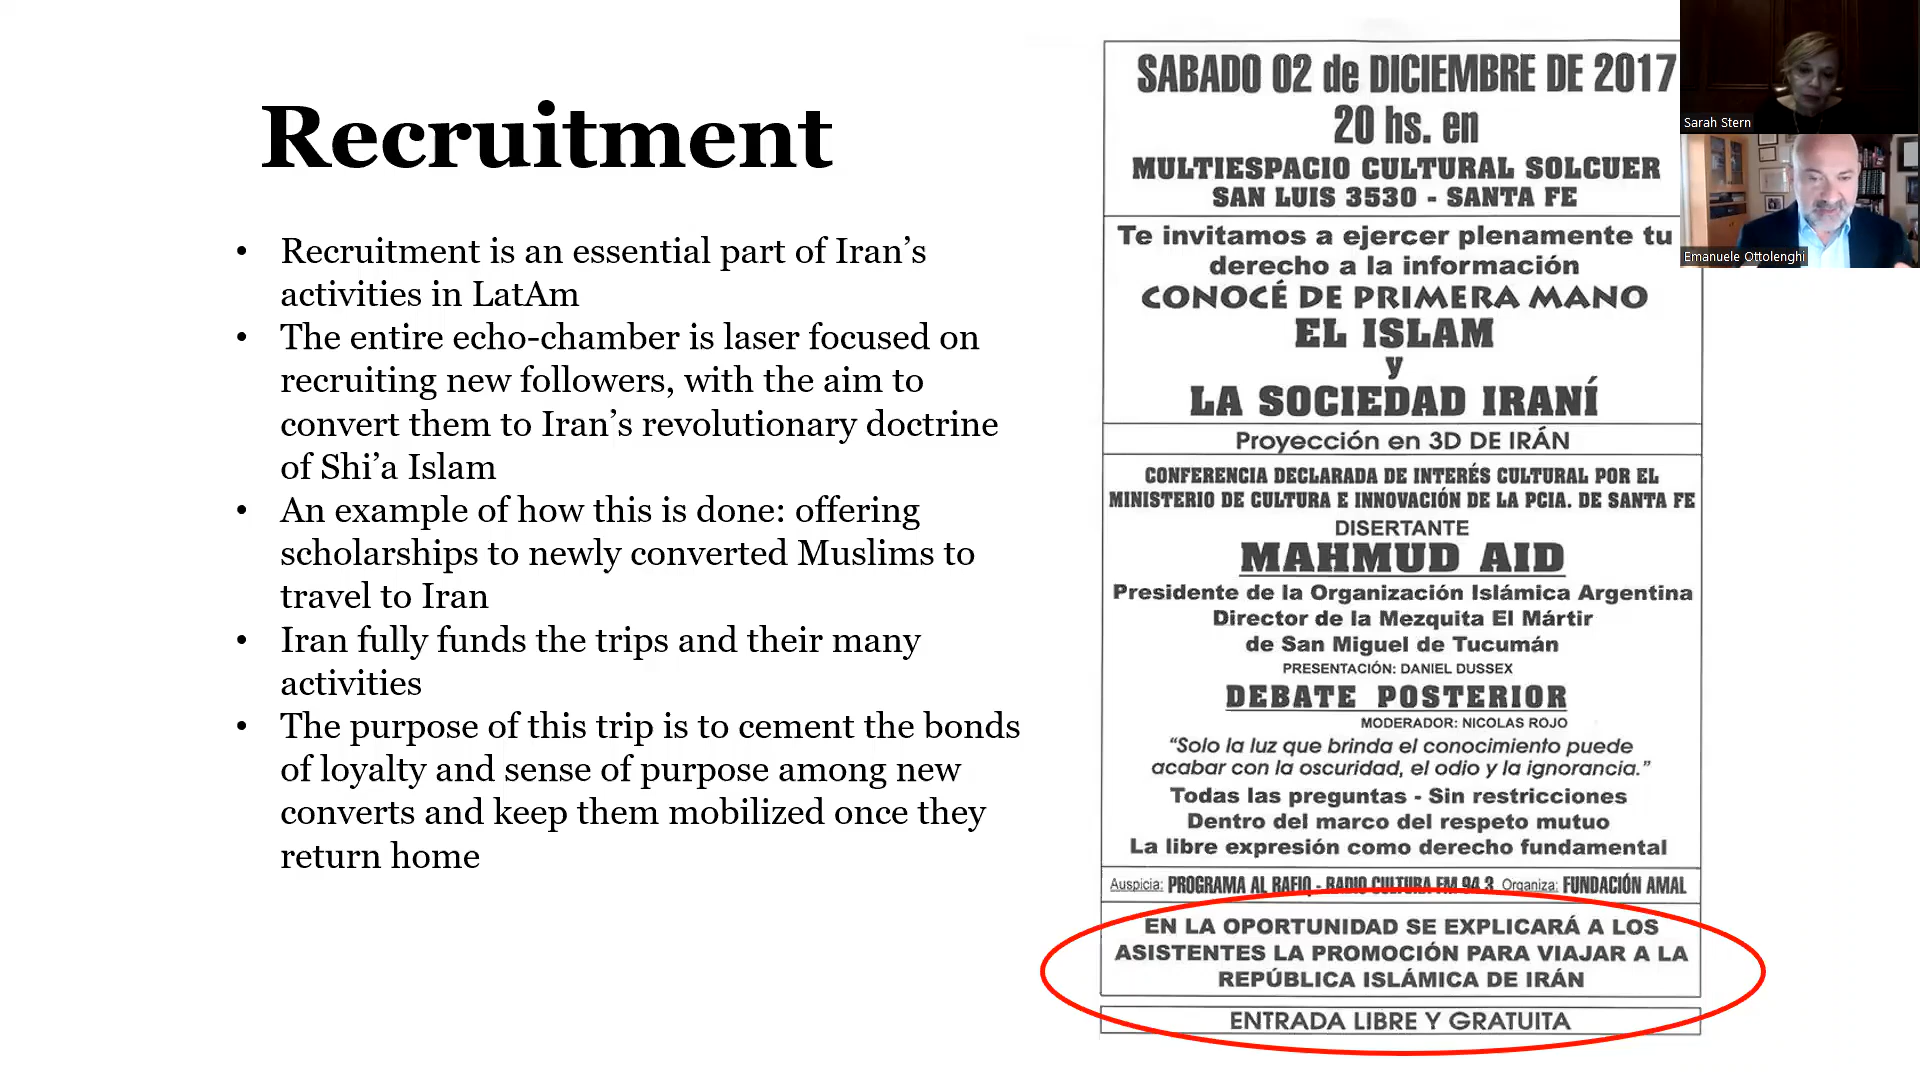 Recruitment
• Recruitment is an essential part of Iran’s
activities in LatAm
• The entire echo-chamber is laser focused on
recruiting new followers, with the aim to
convert them to Iran’s revolutionary doctrine
of Shi’a Islam
• An example of how this is done: offering
scholarships to newly converted Muslims to
travel to Iran
• Iran fully funds the trips and their many
activities
• The purpose of this trip is to cement the bonds
of loyalty and sense of purpose among new
converts and keep them mobilized once they
return home
SABADO 02 de DICIEMBRE DE 2017
20 hs. en
MULTIESPACIO CULTURAL SOLCUER
SAN LUIS 3530 - SANTA FE
Te invitamos a ejercer plenamente tu
derecho a la información
CONOCÉ DE PRIMERA MANO
EL ISLAM
y
LA SOCIEDAD IRANÍ
Proyección en 3D DE IRÁN
CONFERENCIA DECLARADA DE INTERÉS CULTURAL POR EL
MINISTERIO DE CULTURA E INNOVACIÓN DE LA PCIA. DE SANTA FE
DISERTANTE
MAHMUD AID
Presidente de la Organización Islámica Argentina
Director de la Mezquita El Mártir
de San Miguel de Tucumán
PRESENTACIÓN: DANIEL DUSSEX
DEBATE POSTERIOR
MODERADOR: NICOLAS ROJO
“Solo la luz que brinda el conocimiento puede
acabar con la oscuridad, el odio y la ignorancia.”
Todas las preguntas - Sin restricciones
Dentro del marco del respeto mutuo
La libre expresión como derecho fundamental
Auspicia: PROGRAMA AL RAFIQ - RADIO CULTURA FM 94.3 Organiza: FUNDACIÓN AMAL
EN LA OPORTUNIDAD SE EXPLICARÁ A LOS
ASISTENTES LA PROMOCIÓN PARA VIAJAR A LA
REPÚBLICA ISLÁMICA DE IRÁN
ENTRADA LIBRE Y GRATUITA
Sarah Stern
Emanuele Ottolenghi